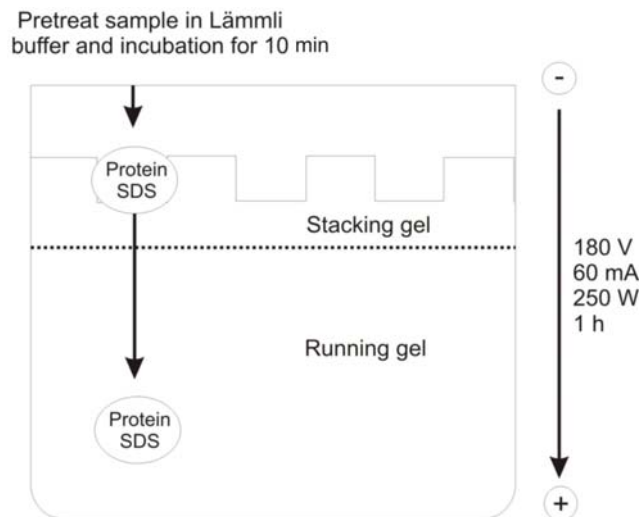 Pretreat sample in Lämmli
buffer and incubation for 10 min
-
Protein
SDS
Stacking gel
180 V
60 mA
250 W
1 h
Running gel
Protein
SDS
+